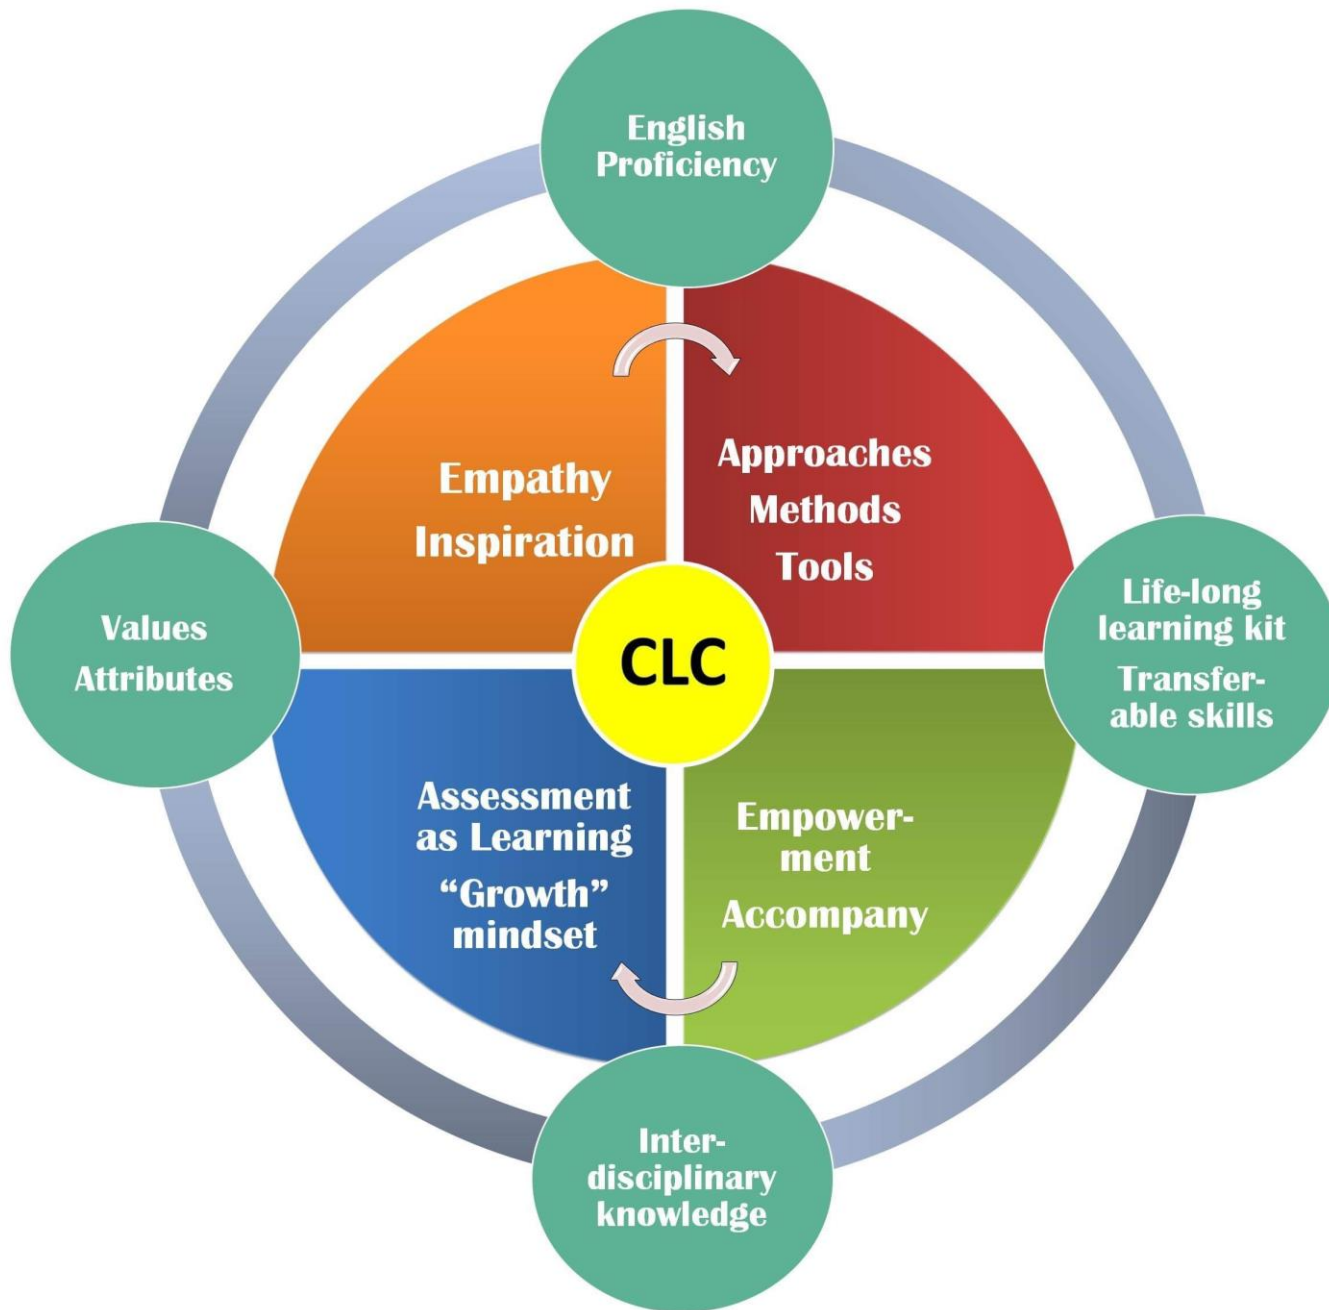 English
Proficiency
Empathy
Inspiration
Approaches
Methods
Tools
Values
Attributes
CLC
Life-long
learning kit
Transfer-
able skills
Assessment
as Learning
“Growth”
mindset
Empower-
ment
Accompany
Inter-
disciplinary
knowledge